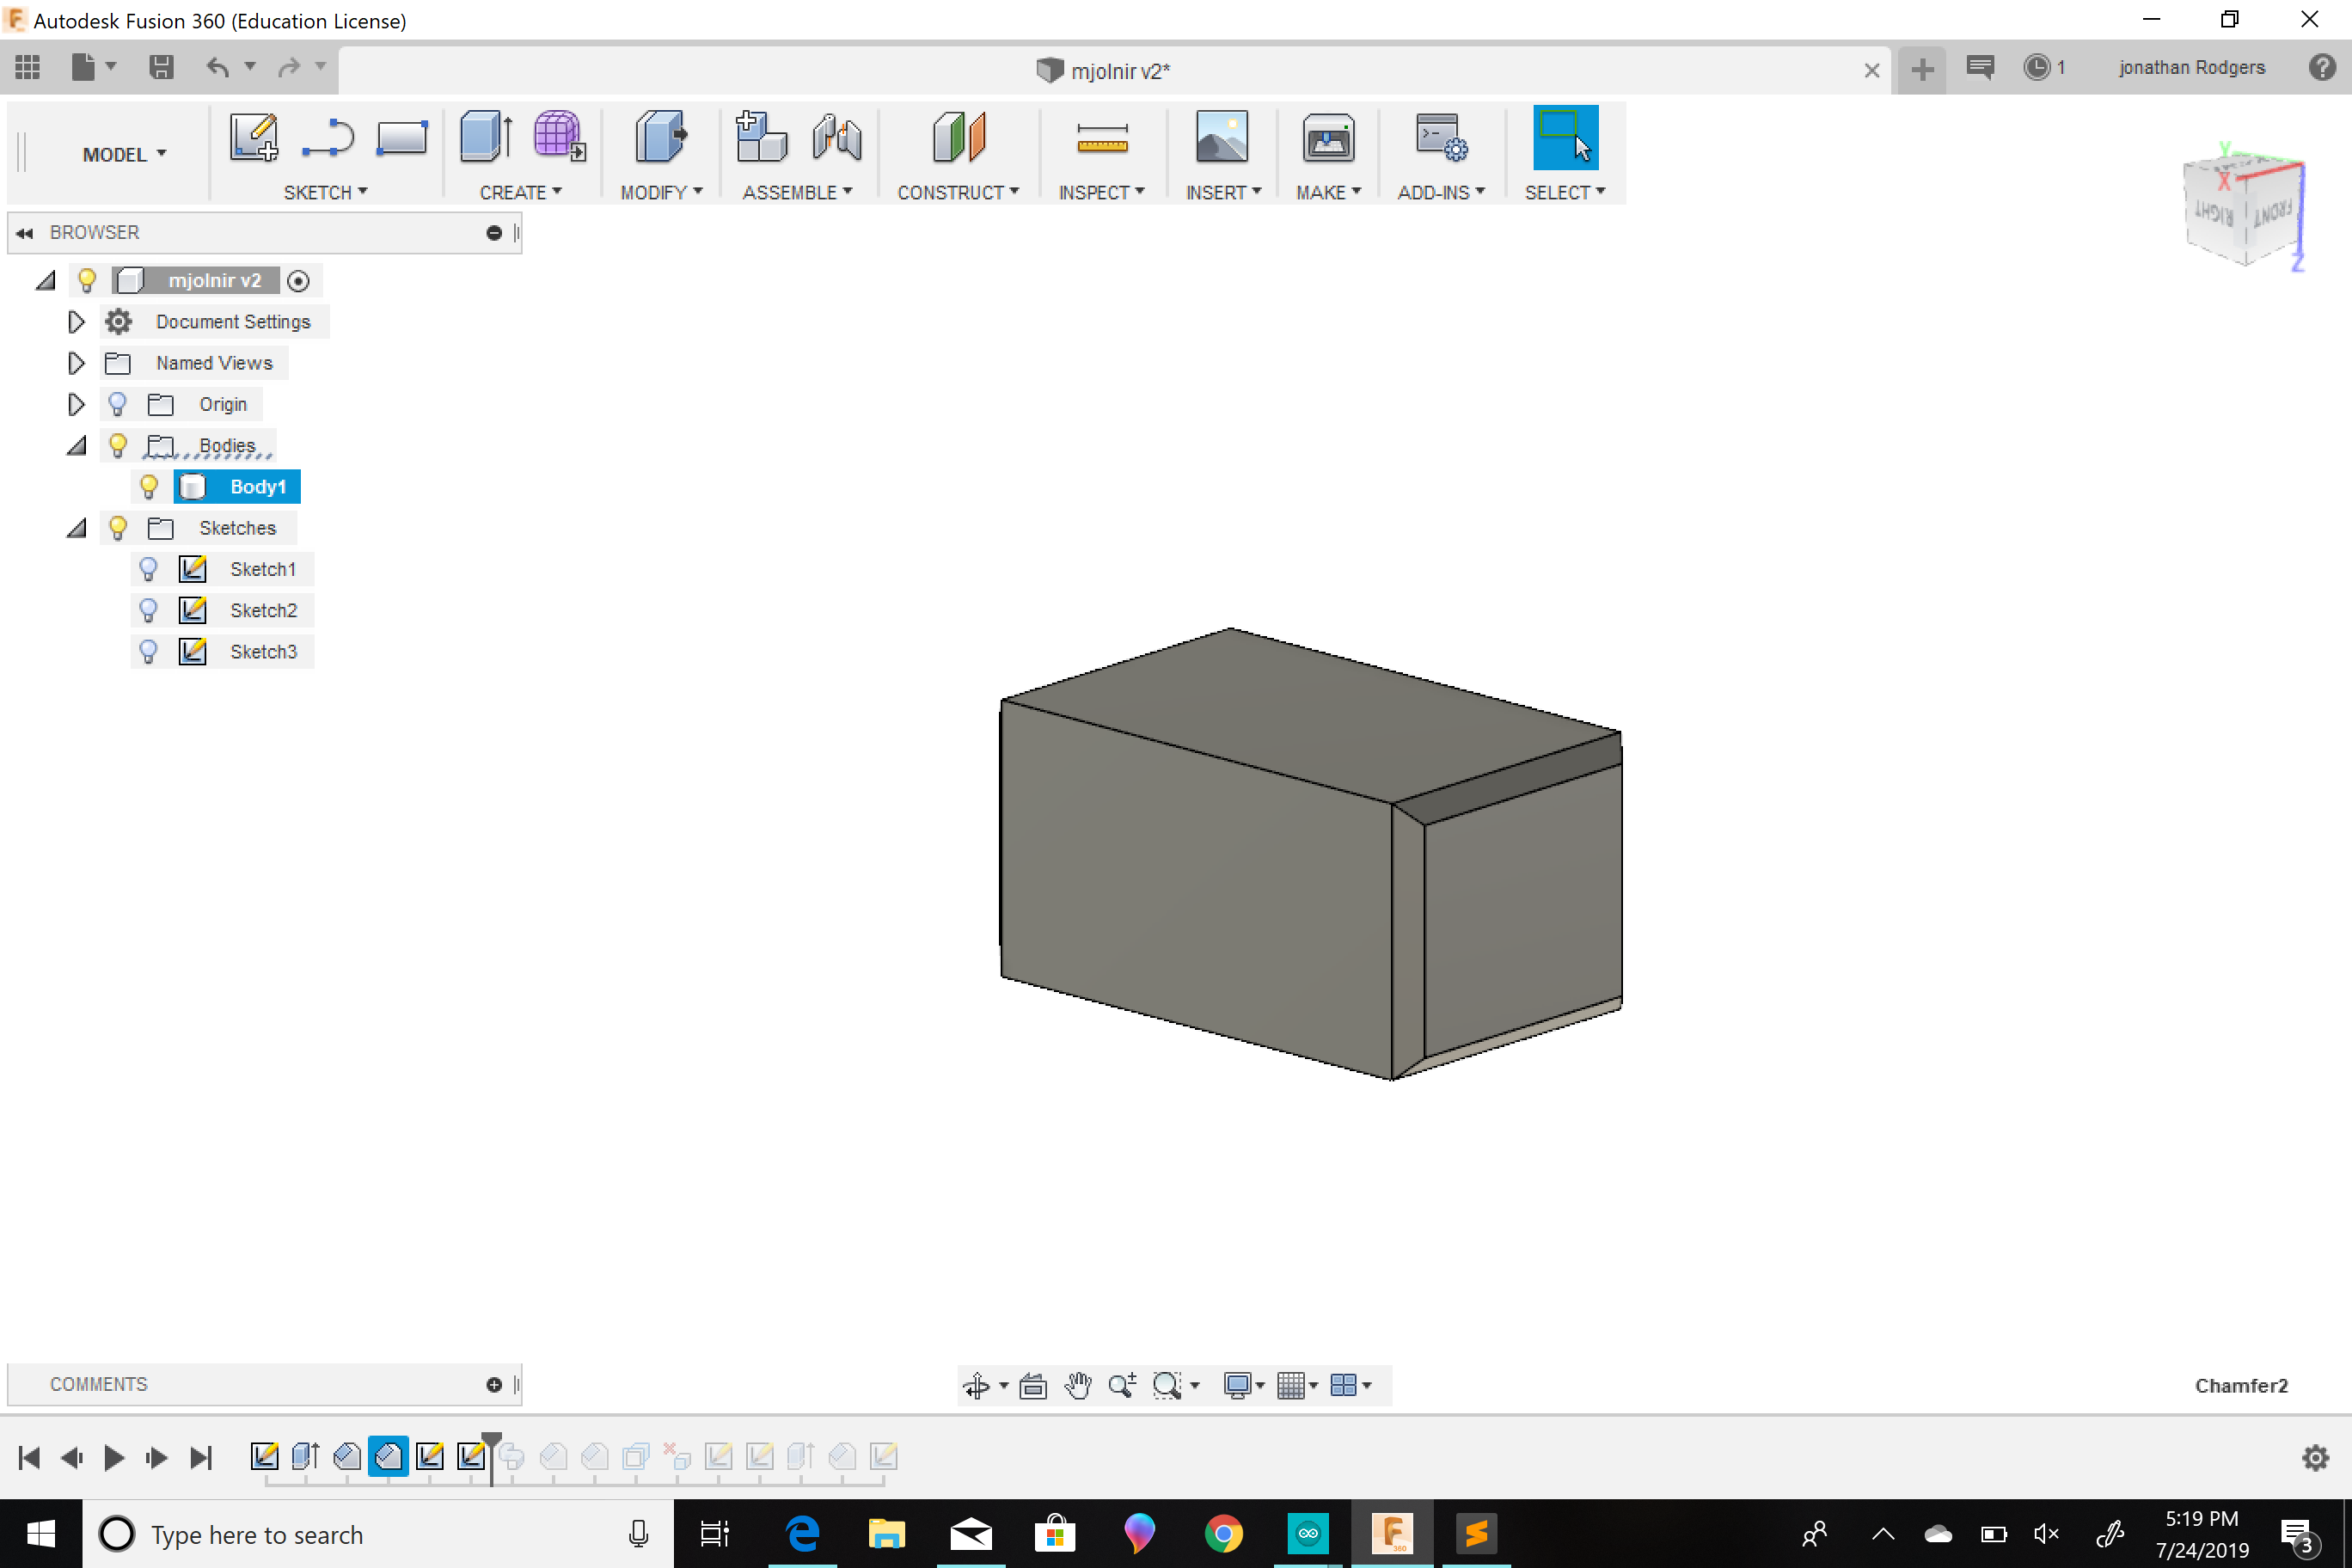 Autodesk Fusion 360 (Education License)
mjolnir v2*
1
jonathan Rodgers
MODEL
SKETCH
CREATE
MODIFY
ASSEMBLE
CONSTRUCT
INSPECT
INSERT
MAKE
ADD-INS
SELECT
Y
X
RIGHT
FRONT
Z
BROWSER
mjolnir v2
Document Settings
Named Views
Origin
Bodies
Body1
Sketches
Sketch1
Sketch2
Sketch3
COMMENTS
Chamfer2
Type here to search
360
5:19 PM
7/24/2019
3